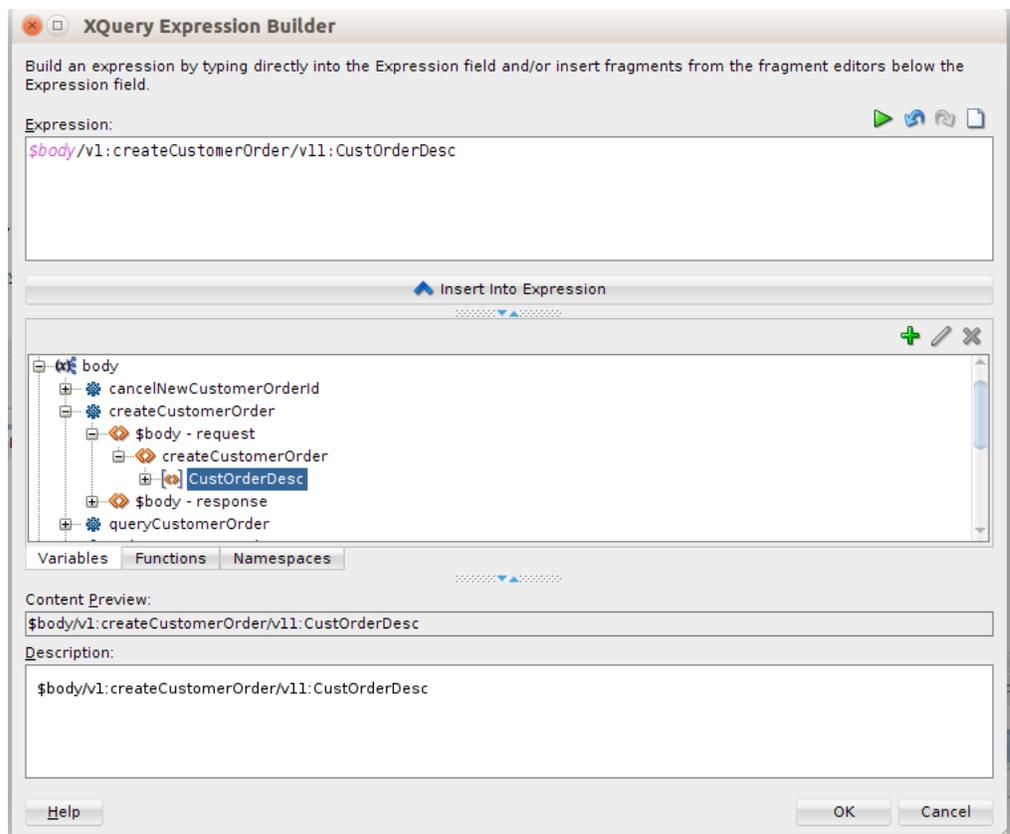 XQuery Expression Builder
Build an expression by typing directly into the Expression field and/or insert fragments from the fragment editors below the
Expression field.
Expression:
$body/v1:createCustomerOrder/v11:CustOrderDesc
Insert Into Expression
body
cancelNewCustomerOrderId
createCustomerOrder
$body - request
createCustomerOrder
CustOrderDesc
$body - response
queryCustomerOrder
Variables Functions Namespaces
Content Preview:
$body/v1:createCustomerOrder/v11:CustOrderDesc
Description:
$body/v1:createCustomerOrder/v11:CustOrderDesc
Help OK Cancel